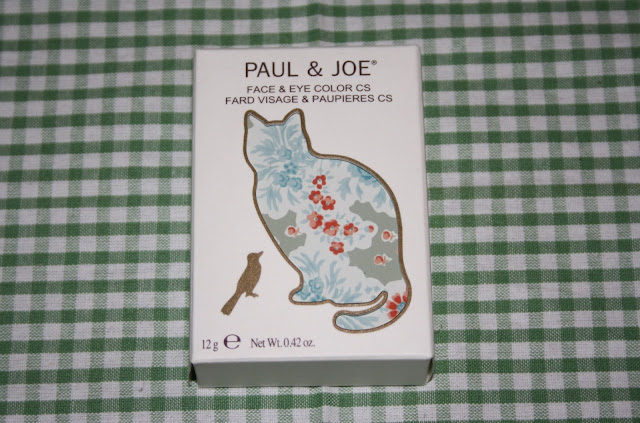 PAUL & JOE®
FACE & EYE COLOR CS
FARD VISAGE & PAUPIERES CS
12 g ℮ Net Wt. 0.42 oz.